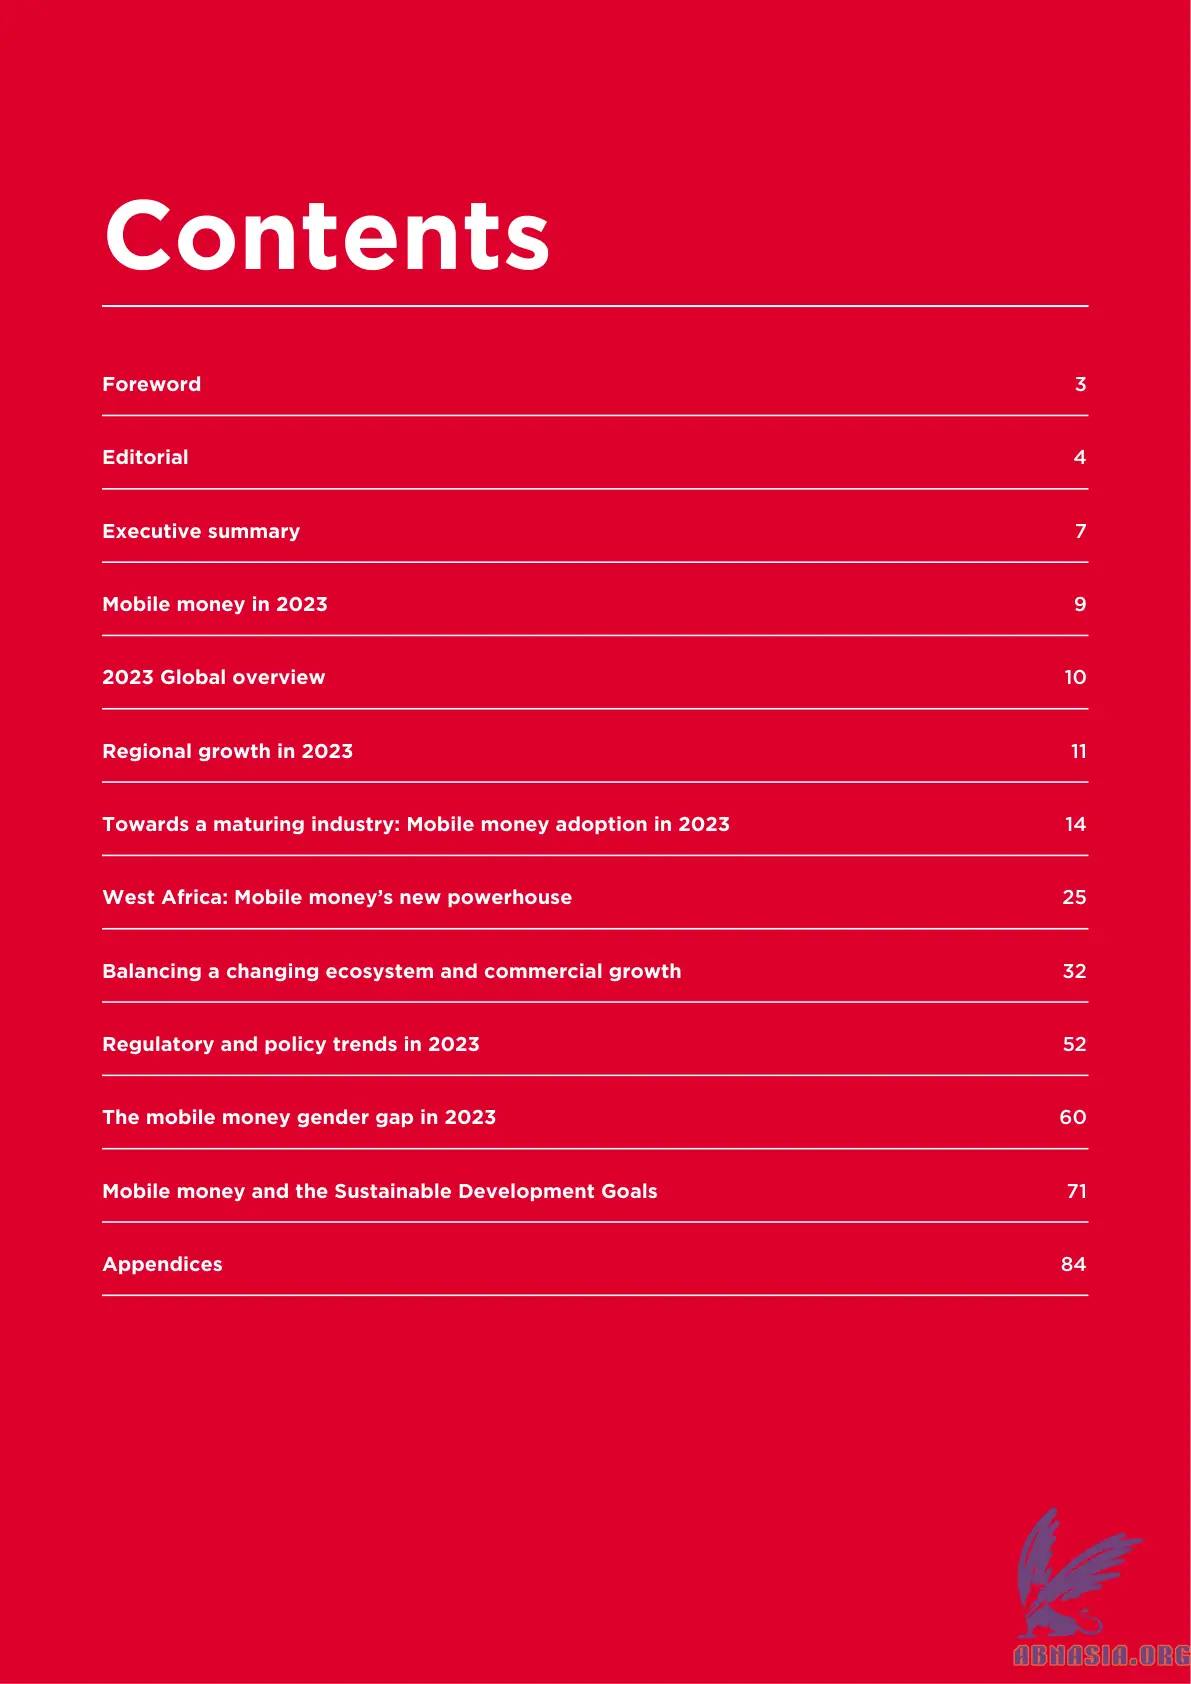 Contents
Foreword 3
Editorial 4
Executive summary 7
Mobile money in 2023 9
2023 Global overview 10
Regional growth in 2023 11
Towards a maturing industry: Mobile money adoption in 2023 14
West Africa: Mobile money’s new powerhouse 25
Balancing a changing ecosystem and commercial growth 32
Regulatory and policy trends in 2023 52
The mobile money gender gap in 2023 60
Mobile money and the Sustainable Development Goals 71
Appendices 84
ABNASIA.ORG